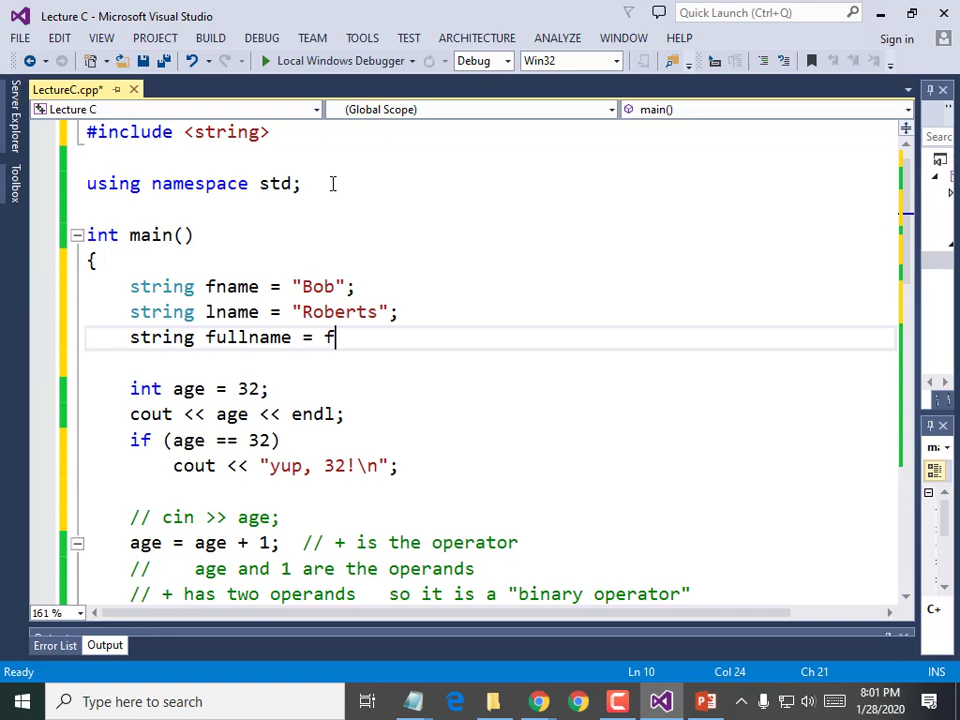 Lecture C - Microsoft Visual Studio
Quick Launch (Ctrl+Q)
FILE EDIT VIEW PROJECT BUILD DEBUG TEAM TOOLS TEST ARCHITECTURE ANALYZE WINDOW HELP
Sign in
Local Windows Debugger Debug Win32
Server Explorer
Toolbox
LectureC.cpp*
Lecture C (Global Scope) main()
Searc
#include <string>
using namespace std;
int main()
{
string fname = "Bob";
string lname = "Roberts";
string fullname = f
int age = 32;
cout << age << endl;
if (age == 32)
cout << "yup, 32!\n";
// cin >> age;
age = age + 1; // + is the operator
// age and 1 are the operands
// + has two operands so it is a "binary operator"
C+
161 %
Error List Output
Ready Ln 10 Col 24 Ch 21 INS
Type here to search
8:01 PM
1/28/2020